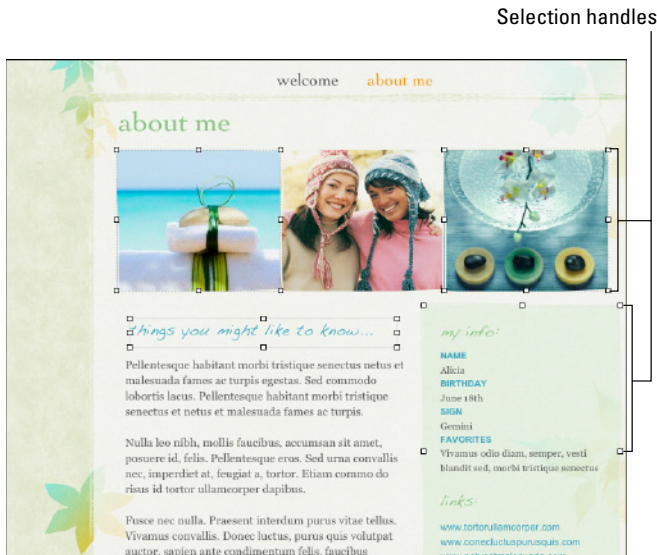 Selection handles
welcome about me
about me
things you might like to know...
Pellentesque habitant morbi tristique senectus netus et
malesuada fames ac turpis egestas. Sed commodo
lobortis lacus. Pellentesque habitant morbi tristique
senectus et netus et malesuada fames ac turpis.
Nulla leo nibh, mollis faucibus, accumsan sit amet,
posuere id, felis. Pellentesque eros. Sed urna convallis
nec, imperdiet at, feugiat a, tortor. Etiam commo do
risus id tortor ullamcorper dapibus.
Fusce nec nulla. Praesent interdum purus vitae tellus.
Vivamus convallis. Donec luctus, purus quis volutpat
auctor, sapien ante condimentum felis, faucibus
my info:
NAME
Alicia
BIRTHDAY
June 18th
SIGN
Gemini
FAVORITES
Vivamus odio diam, semper, vesti
blandit sed, morbi tristique senectus
links:
www.tortorullamcorper.com
www.conecluctuspurusquis.com